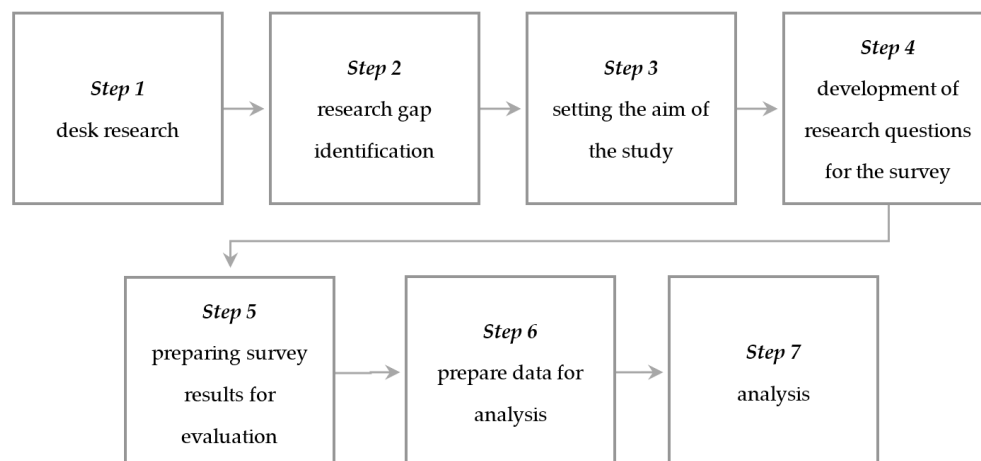 Step 1
desk research
Step 2
research gap
identification
Step 3
setting the aim of
the study
Step 4
development of
research questions
for the survey
Step 5
preparing survey
results for
evaluation
Step 6
prepare data for
analysis
Step 7
analysis